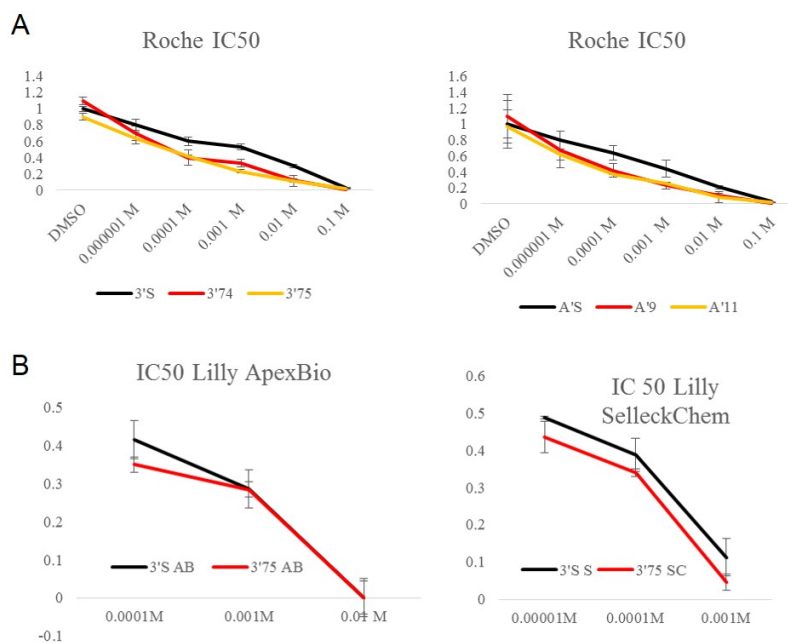 A
Roche IC50
1.4
1.2
1
0.8
0.6
0.4
0.2
0
DMSO
0.000001 M
0.0001 M
0.001 M
0.01 M
0.1 M
3'S 3'74 3'75
Roche IC50
1.6
1.4
1.2
1
0.8
0.6
0.4
0.2
0
DMSO
0.000001 M
0.0001 M
0.001 M
0.01 M
0.1 M
A'S A'9 A'11
B
IC50 Lilly ApexBio
0.5
0.4
0.3
0.2
0.1
0
-0.1
3'S AB 3'75 AB
0.0001M 0.001M 0.01 M
IC 50 Lilly
SelleckChem
0.6
0.5
0.4
0.3
0.2
0.1
0
3'S S 3'75 SC
0.00001M 0.0001M 0.001M